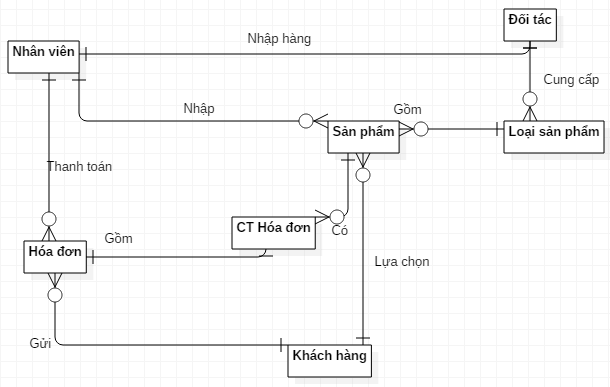 Đối tác
Nhập hàng
Nhân viên
Cung cấp
Nhập
Gồm
Sản phẩm
Loại sản phẩm
Thanh toán
CT Hóa đơn
Có
Gồm
Hóa đơn
Lựa chọn
Gửi
Khách hàng